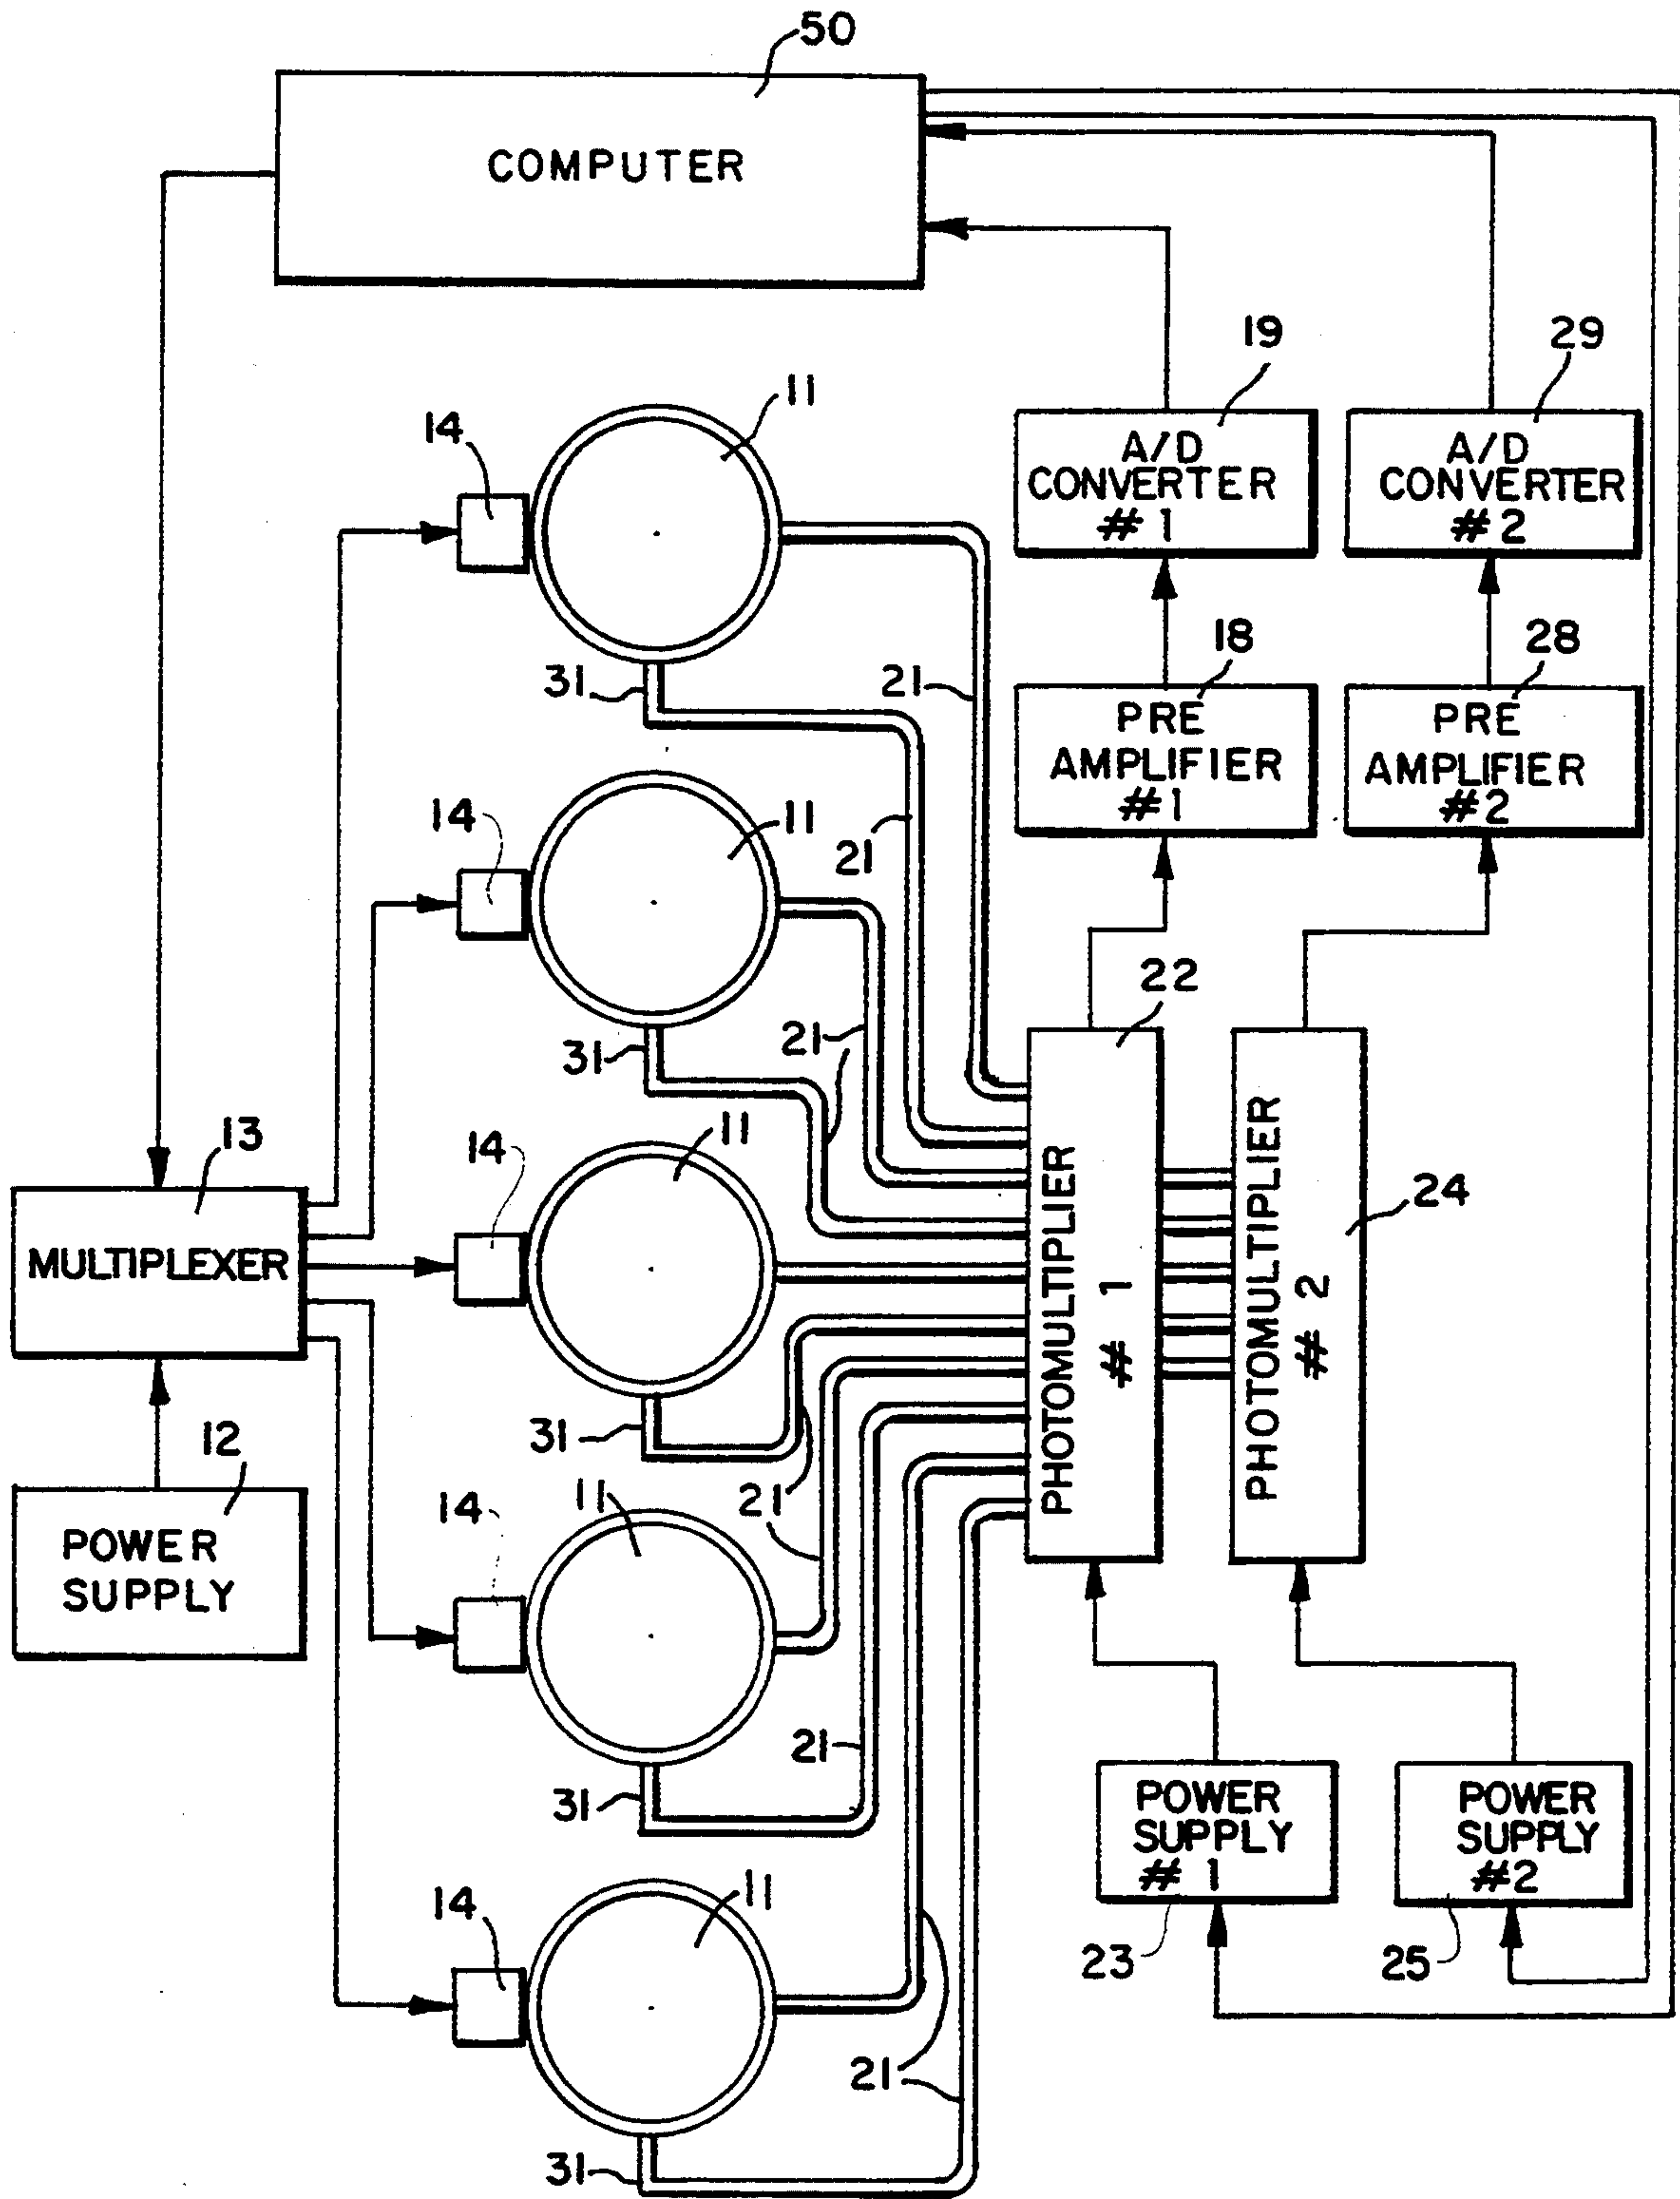 50
COMPUTER
19
29
11
14
A/D
CONVERTER
# 1
A/D
CONVERTER
# 2
18
28
31
21
PRE
AMPLIFIER
# 1
PRE
AMPLIFIER
# 2
14
11
21
22
31
21
13
14
11
24
MULTIPLEXER
PHOTOMULTIPLIER
# 1
PHOTOMULTIPLIER
# 2
12
31
21
14
11
POWER
SUPPLY
21
31
POWER
SUPPLY
# 1
POWER
SUPPLY
#2
14
11
23
25
21
31